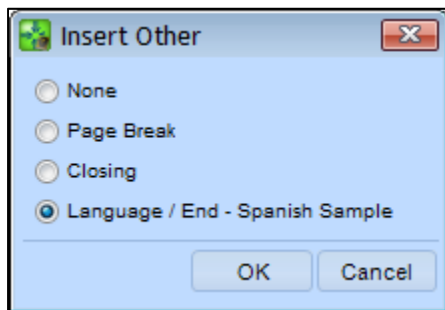 Insert Other
None
Page Break
Closing
Language / End - Spanish Sample
OK Cancel